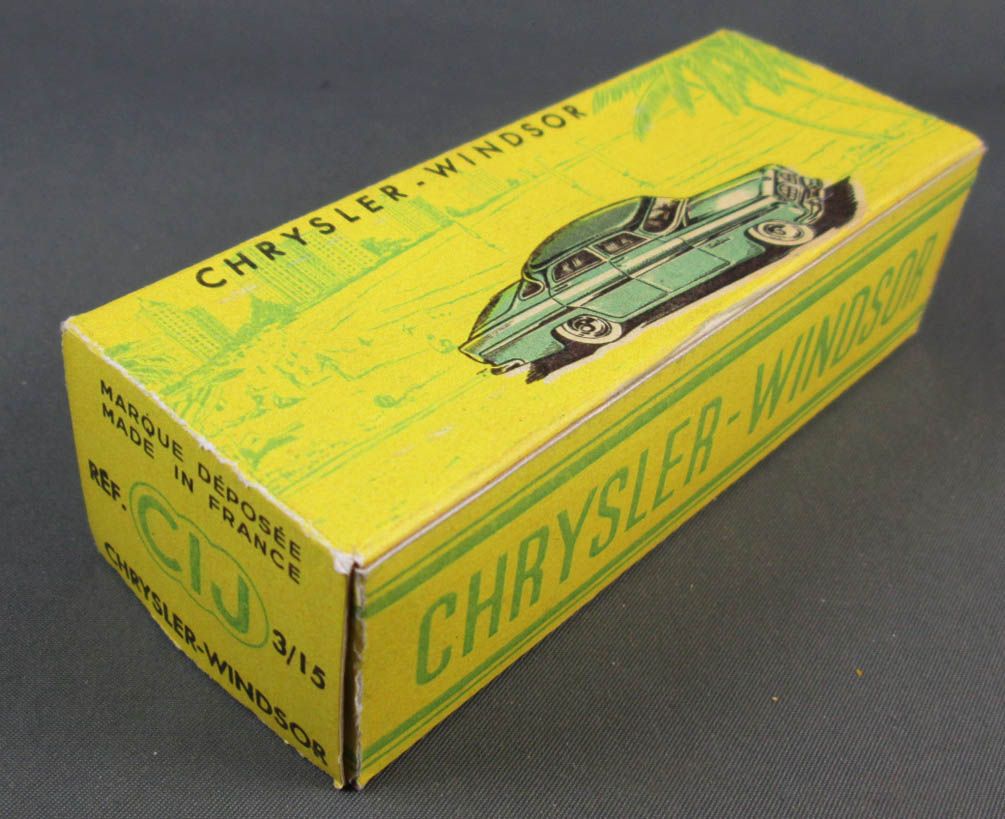 CHRYSLER-WINDSOR
MARQUE DÉPOSÉE
MADE IN FRANCE
RÉF. CIJ 3/15
CHRYSLER-WINDSOR
CHRYSLER-WINDSOR